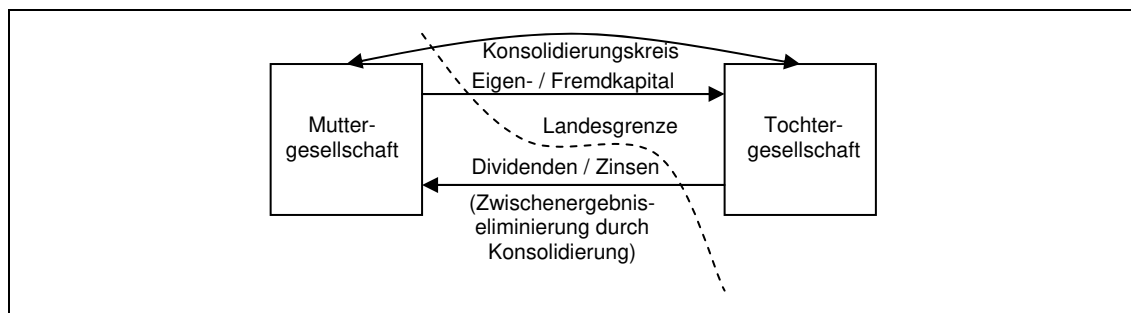 Konsolidierungskreis
Eigen- / Fremdkapital
Mutter-
gesellschaft
Landesgrenze
Tochter-
gesellschaft
Dividenden / Zinsen
(Zwischenergebnis-
eliminierung durch
Konsolidierung)